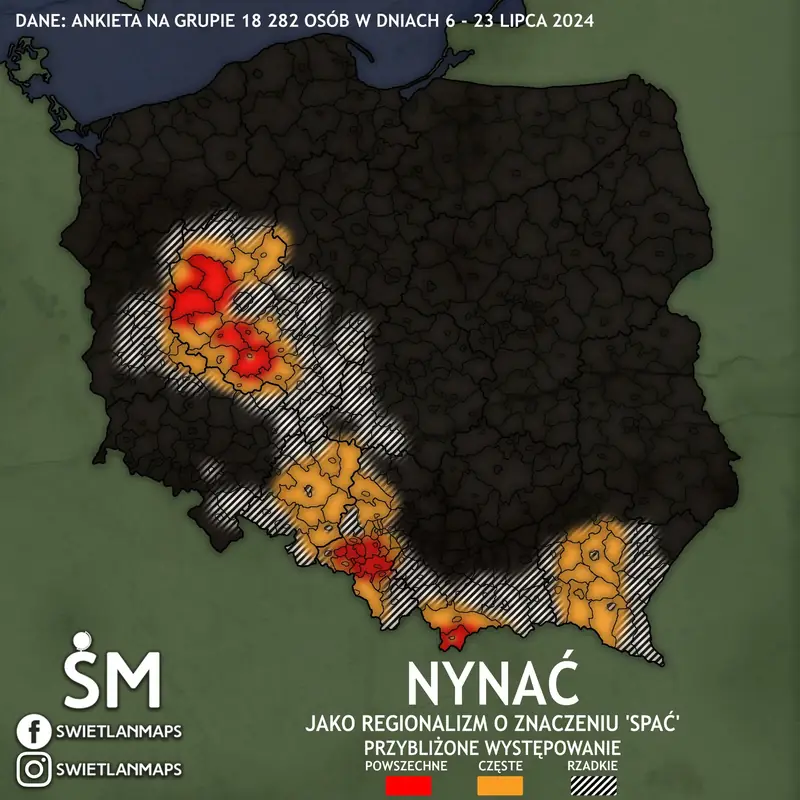 DANE: ANKIETA NA GRUPIE 18 282 OSÓB W DNIACH 6 - 23 LIPCA 2024
ŚM
SWIETLANMAPS
SWIETLANMAPS
NYNAĆ
JAKO REGIONALIZM O ZNACZENIU 'SPAĆ'
PRZYBLIŻONE WYSTĘPOWANIE
POWSZECHNE CZĘSTE RZADKIE